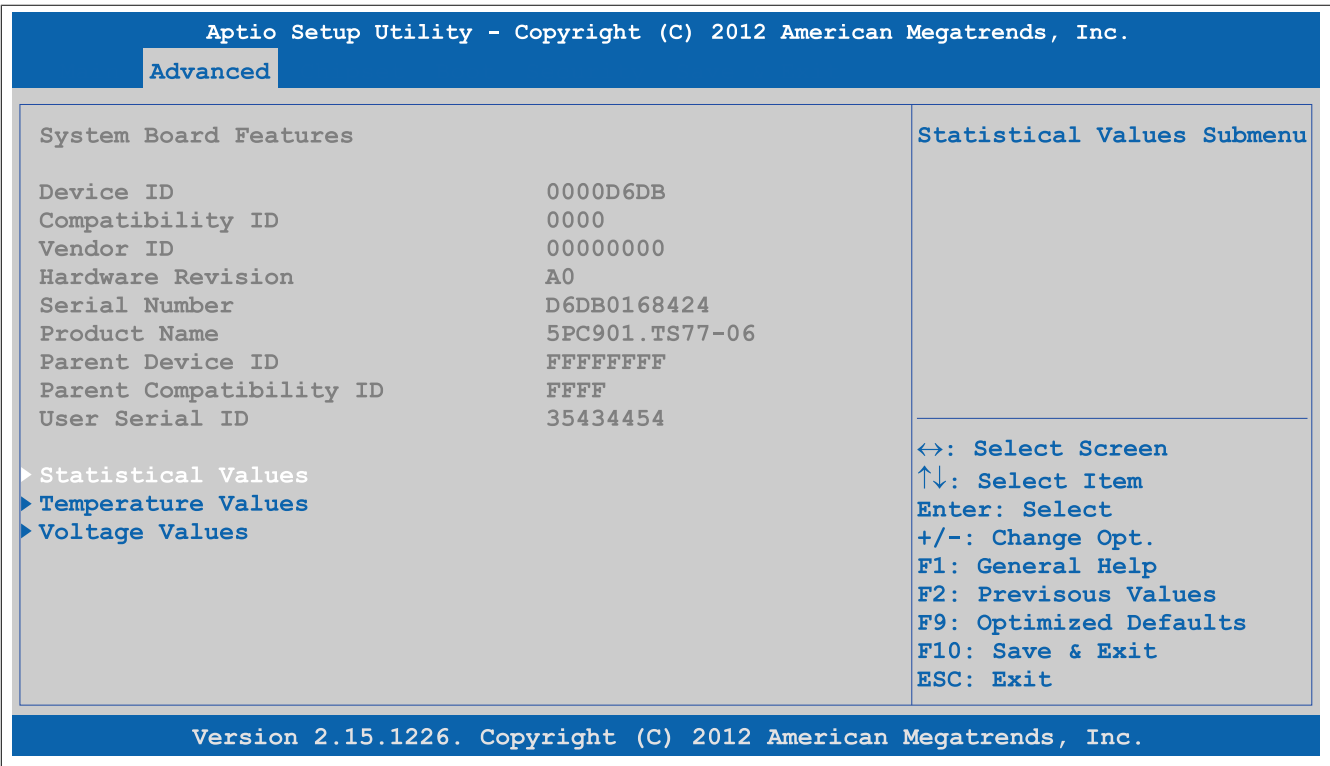 Aptio Setup Utility - Copyright (C) 2012 American Megatrends, Inc.
Advanced
System Board Features
Device ID 0000D6DB
Compatibility ID 0000
Vendor ID 00000000
Hardware Revision A0
Serial Number D6DB0168424
Product Name 5PC901.TS77-06
Parent Device ID FFFFFFFF
Parent Compatibility ID FFFF
User Serial ID 35434454
Statistical Values
Temperature Values
Voltage Values
Statistical Values Submenu
↔: Select Screen
↑↓: Select Item
Enter: Select
+/-: Change Opt.
F1: General Help
F2: Previsous Values
F9: Optimized Defaults
F10: Save & Exit
ESC: Exit
Version 2.15.1226. Copyright (C) 2012 American Megatrends, Inc.